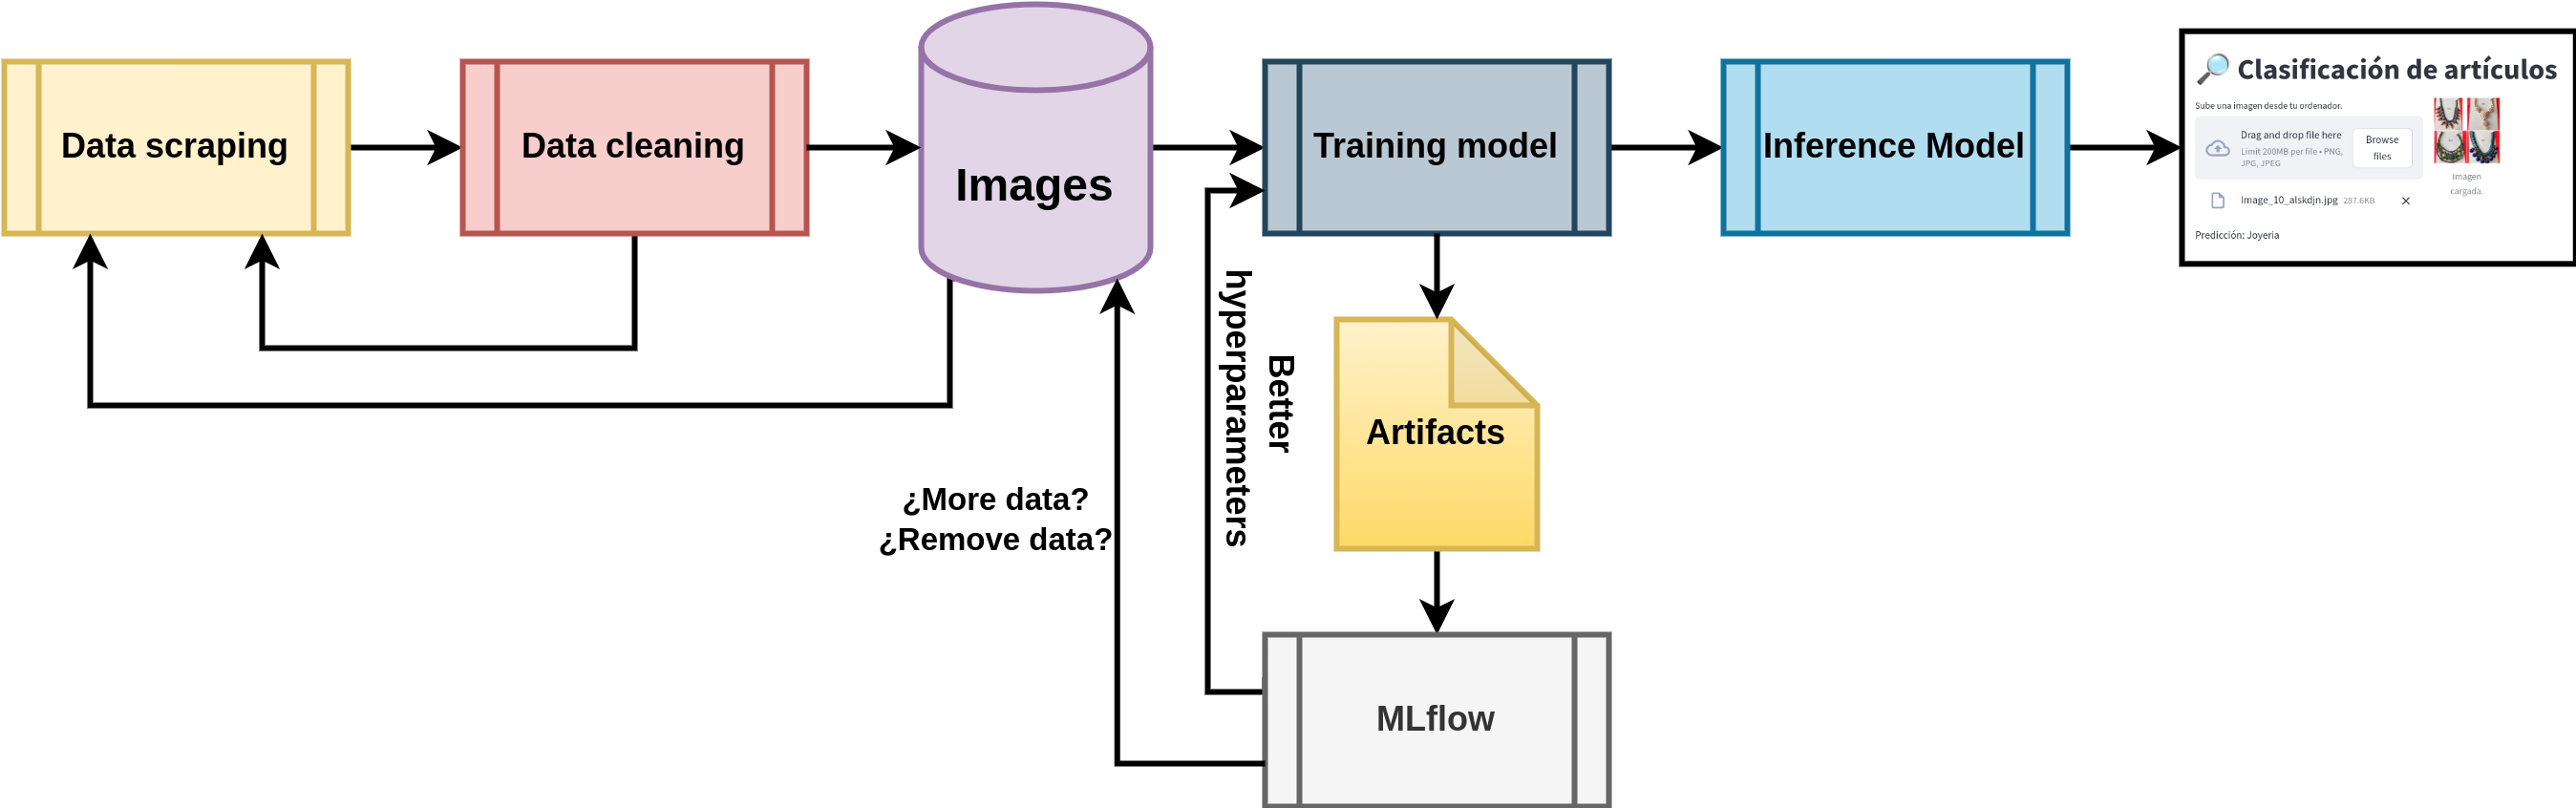 Data scraping
Data cleaning
Images
Training model
Inference Model
🔎 Clasificación de artículos
Sube una imagen desde tu ordenador.
Drag and drop file here
Limit 200MB per file • PNG,
JPG, JPEG
Browse
files
Imagen
cargada.
Image_10_alskdjn.jpg 287.6KB ×
Predicción: Joyeria
Better
hyperparameters
Artifacts
¿More data?
¿Remove data?
MLflow